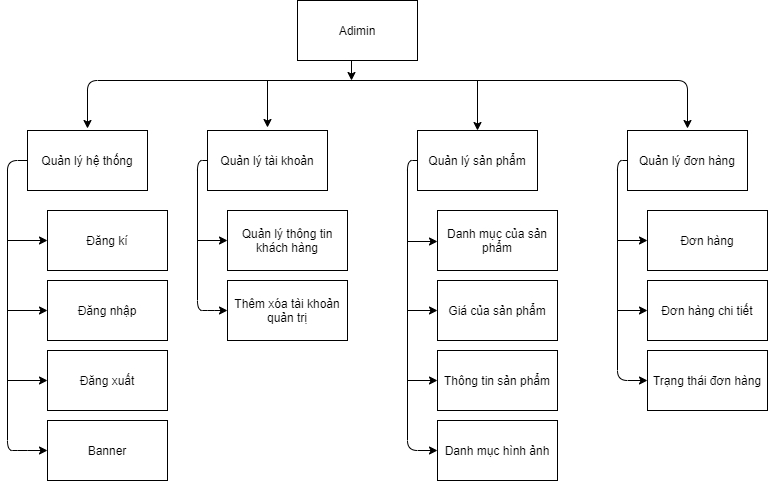 Adimin
Quản lý hệ thống
Quản lý tài khoản
Quản lý sản phẩm
Quản lý đơn hàng
Đăng kí
Đăng nhập
Đăng xuất
Banner
Quản lý thông tin
khách hàng
Thêm xóa tài khoản
quản trị
Danh mục của sản
phẩm
Giá của sản phẩm
Thông tin sản phẩm
Danh mục hình ảnh
Đơn hàng
Đơn hàng chi tiết
Trạng thái đơn hàng